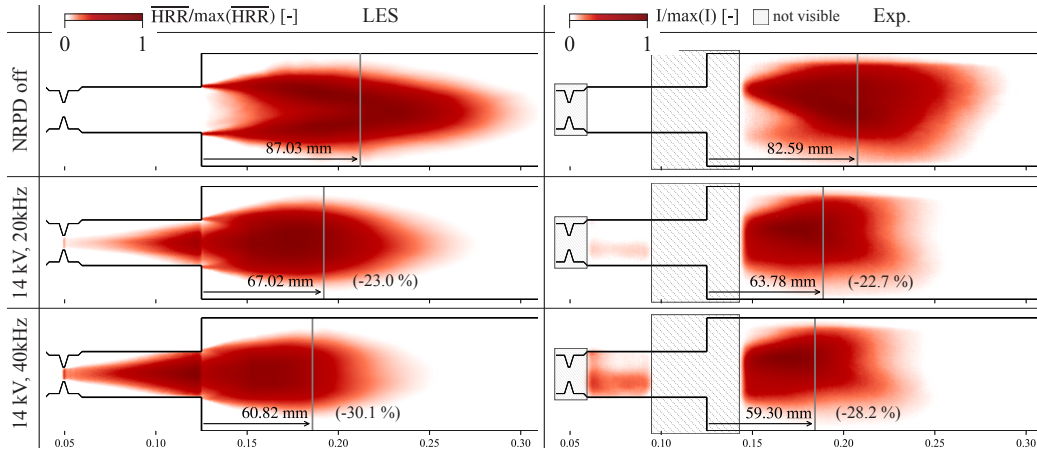 HRR/max(HRR) [-] LES
0 1
I/max(I) [-] not visible Exp.
0 1
NRPD off
87.03 mm
82.59 mm
14 kV, 20kHz
67.02 mm (-23.0 %)
63.78 mm (-22.7 %)
14 kV, 40kHz
60.82 mm (-30.1 %)
59.30 mm (-28.2 %)
0.05 0.10 0.15 0.20 0.25 0.30
0.05 0.10 0.15 0.20 0.25 0.30